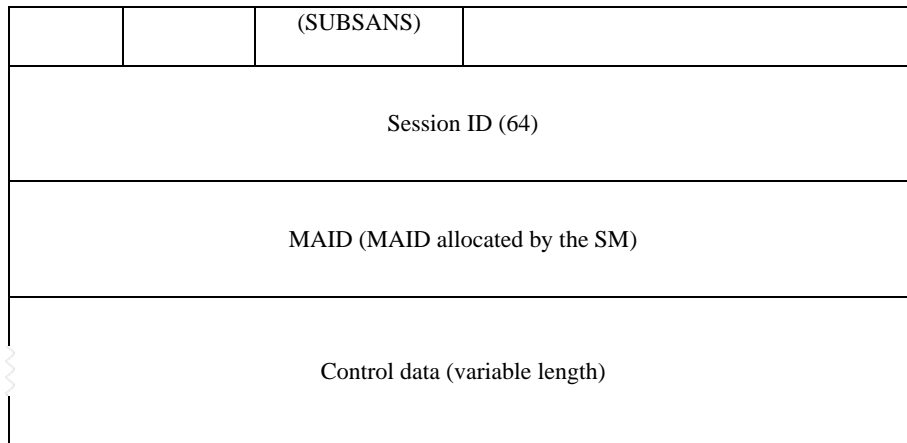 (SUBSANS)
Session ID (64)
MAID (MAID allocated by the SM)
Control data (variable length)